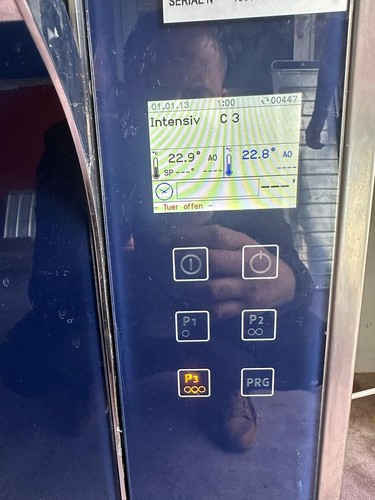 SERIAL N°
01.01.13 1:00 00447
Intensiv C 3
°C 22.9° A0 °C 22.8° A0
SP---° ---°
---'
- Tuer offen -
P1 P2
P3 PRG